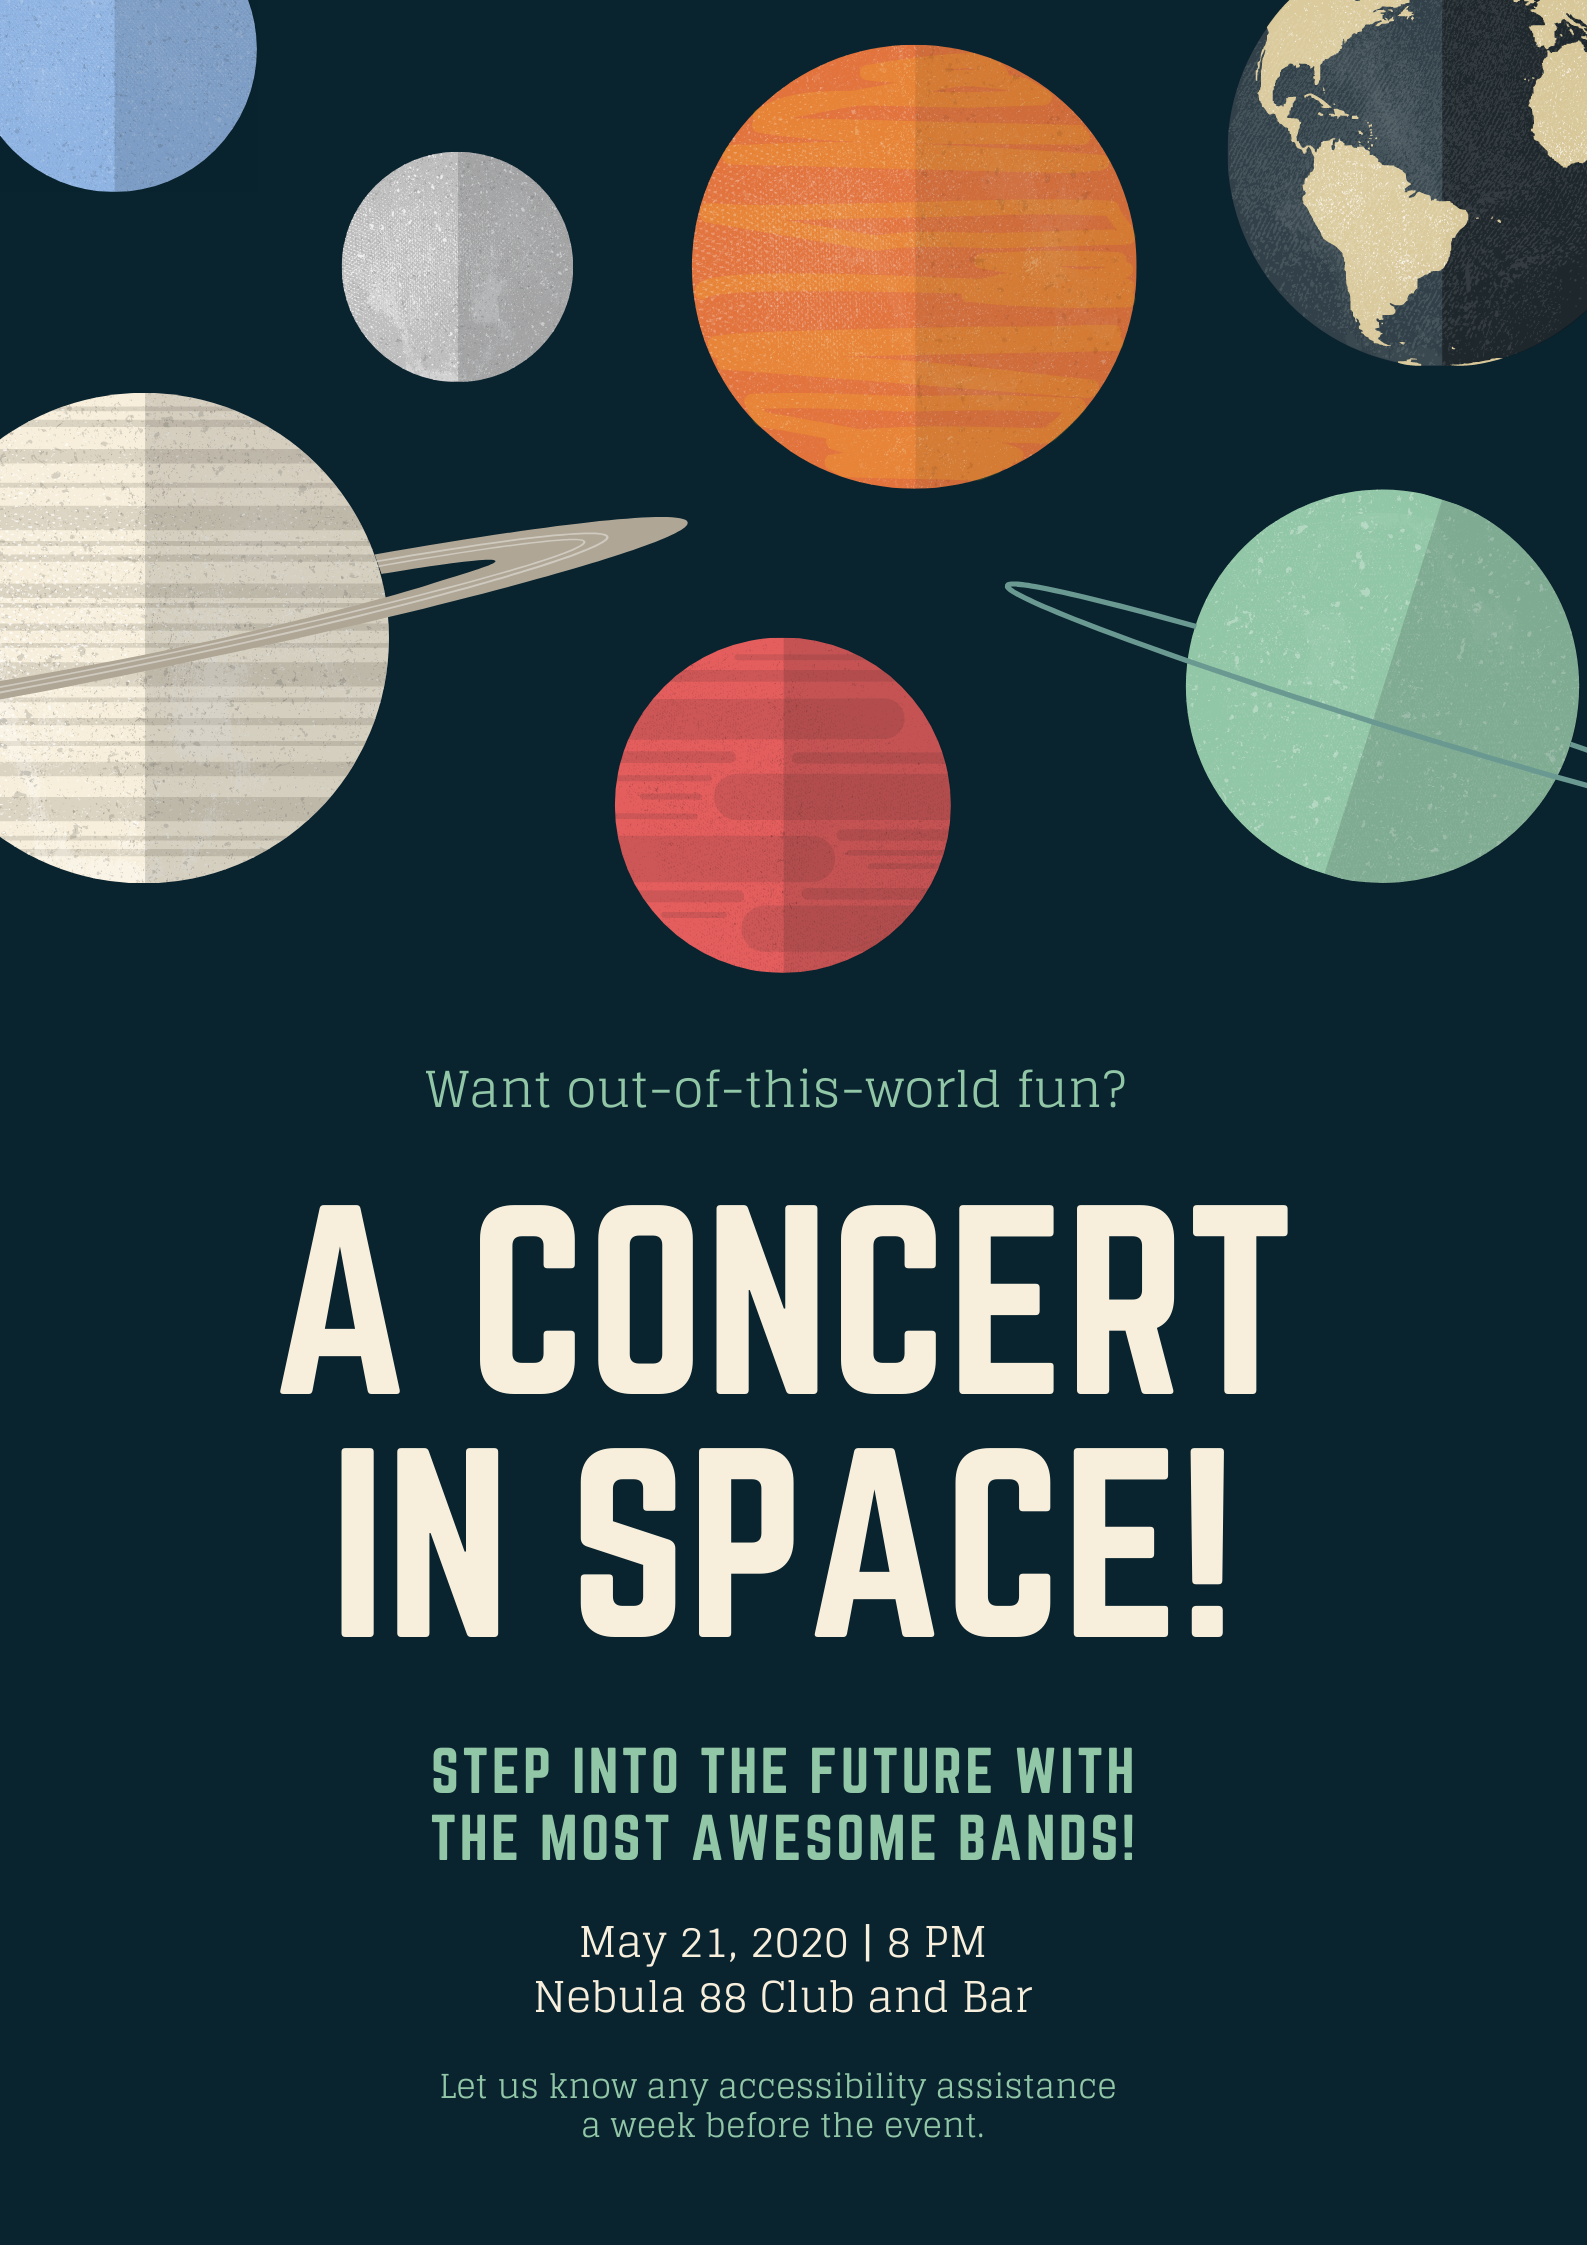 Want out-of-this-world fun?
A CONCERT
IN SPACE!
STEP INTO THE FUTURE WITH
THE MOST AWESOME BANDS!
May 21, 2020 | 8 PM
Nebula 88 Club and Bar
Let us know any accessibility assistance
a week before the event.